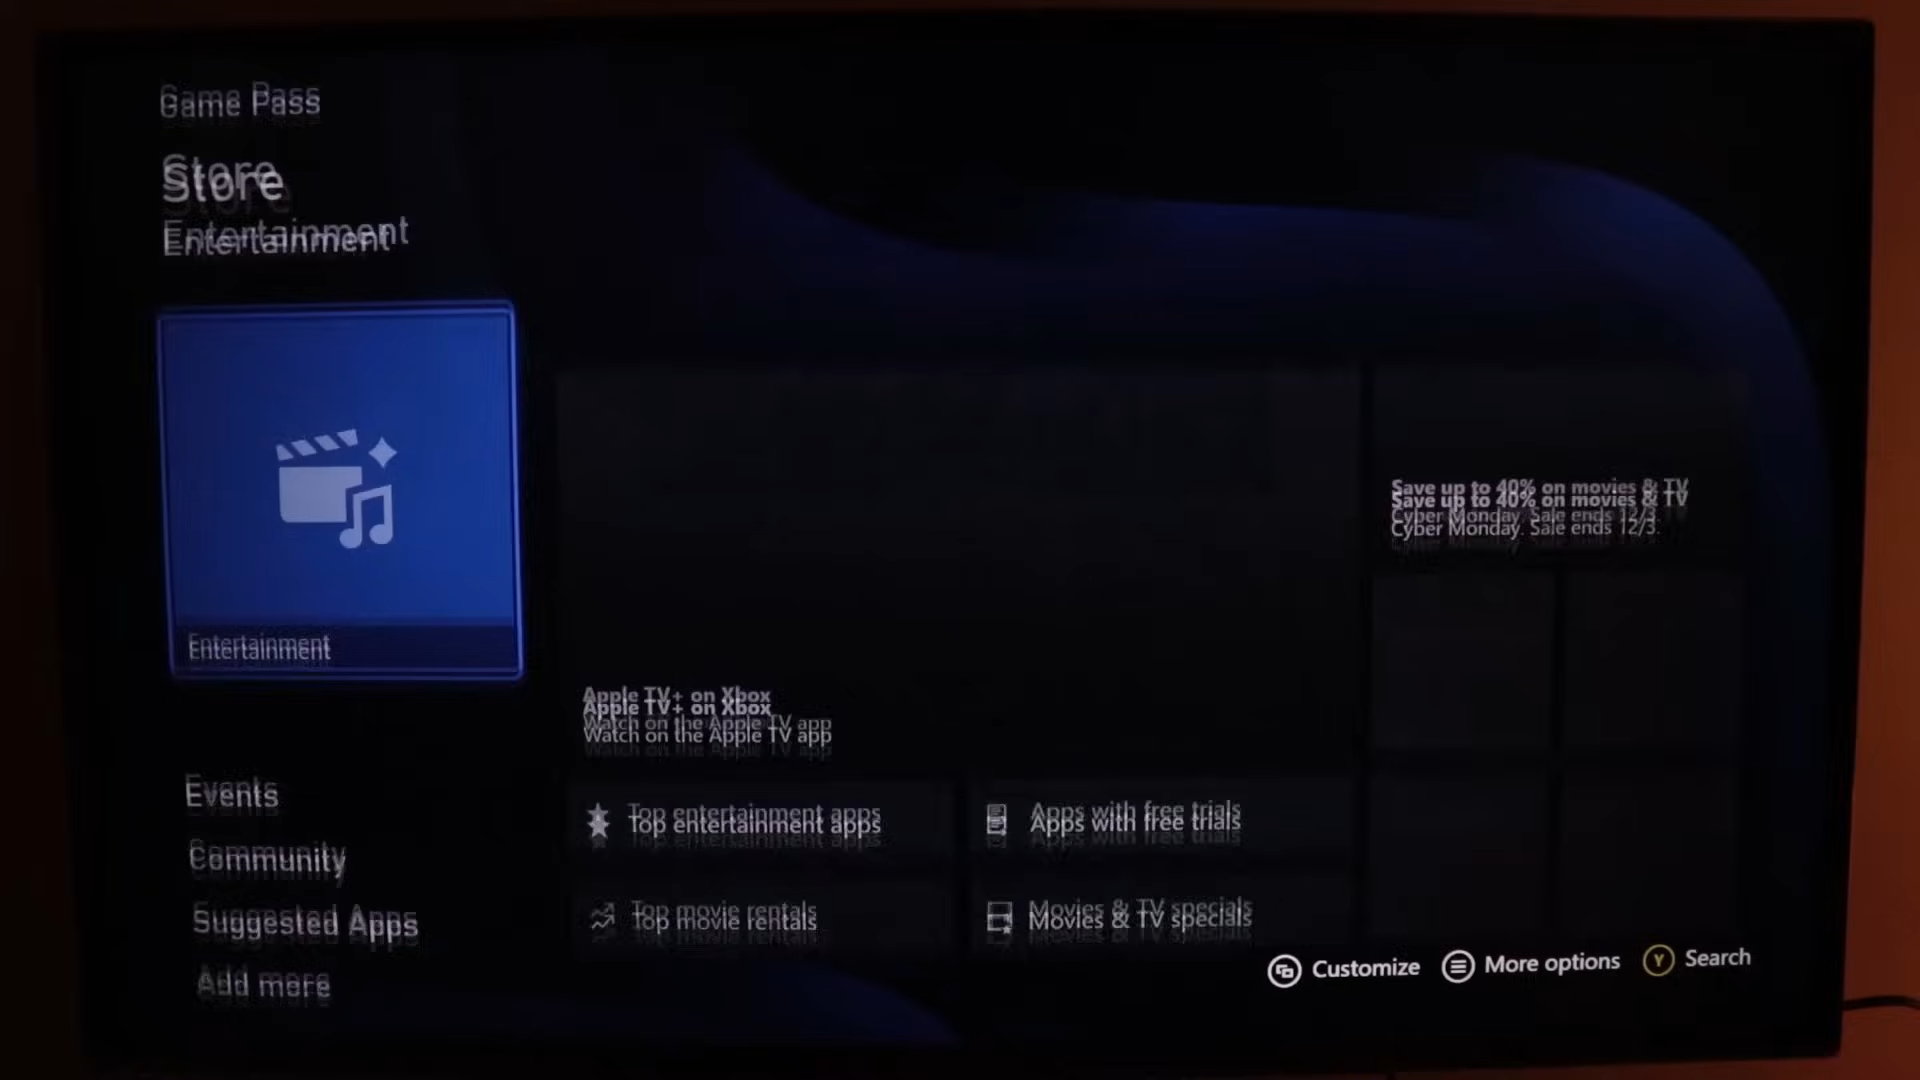 Game Pass
Store
Entertainment
Entertainment
Save up to 40% on movies & TV
Cyber Monday. Sale ends 12/3.
Apple TV+ on Xbox
Watch on the Apple TV app
Events
Community
Suggested Apps
Add more
Top entertainment apps
Apps with free trials
Top movie rentals
Movies & TV specials
Customize
More options
Y Search